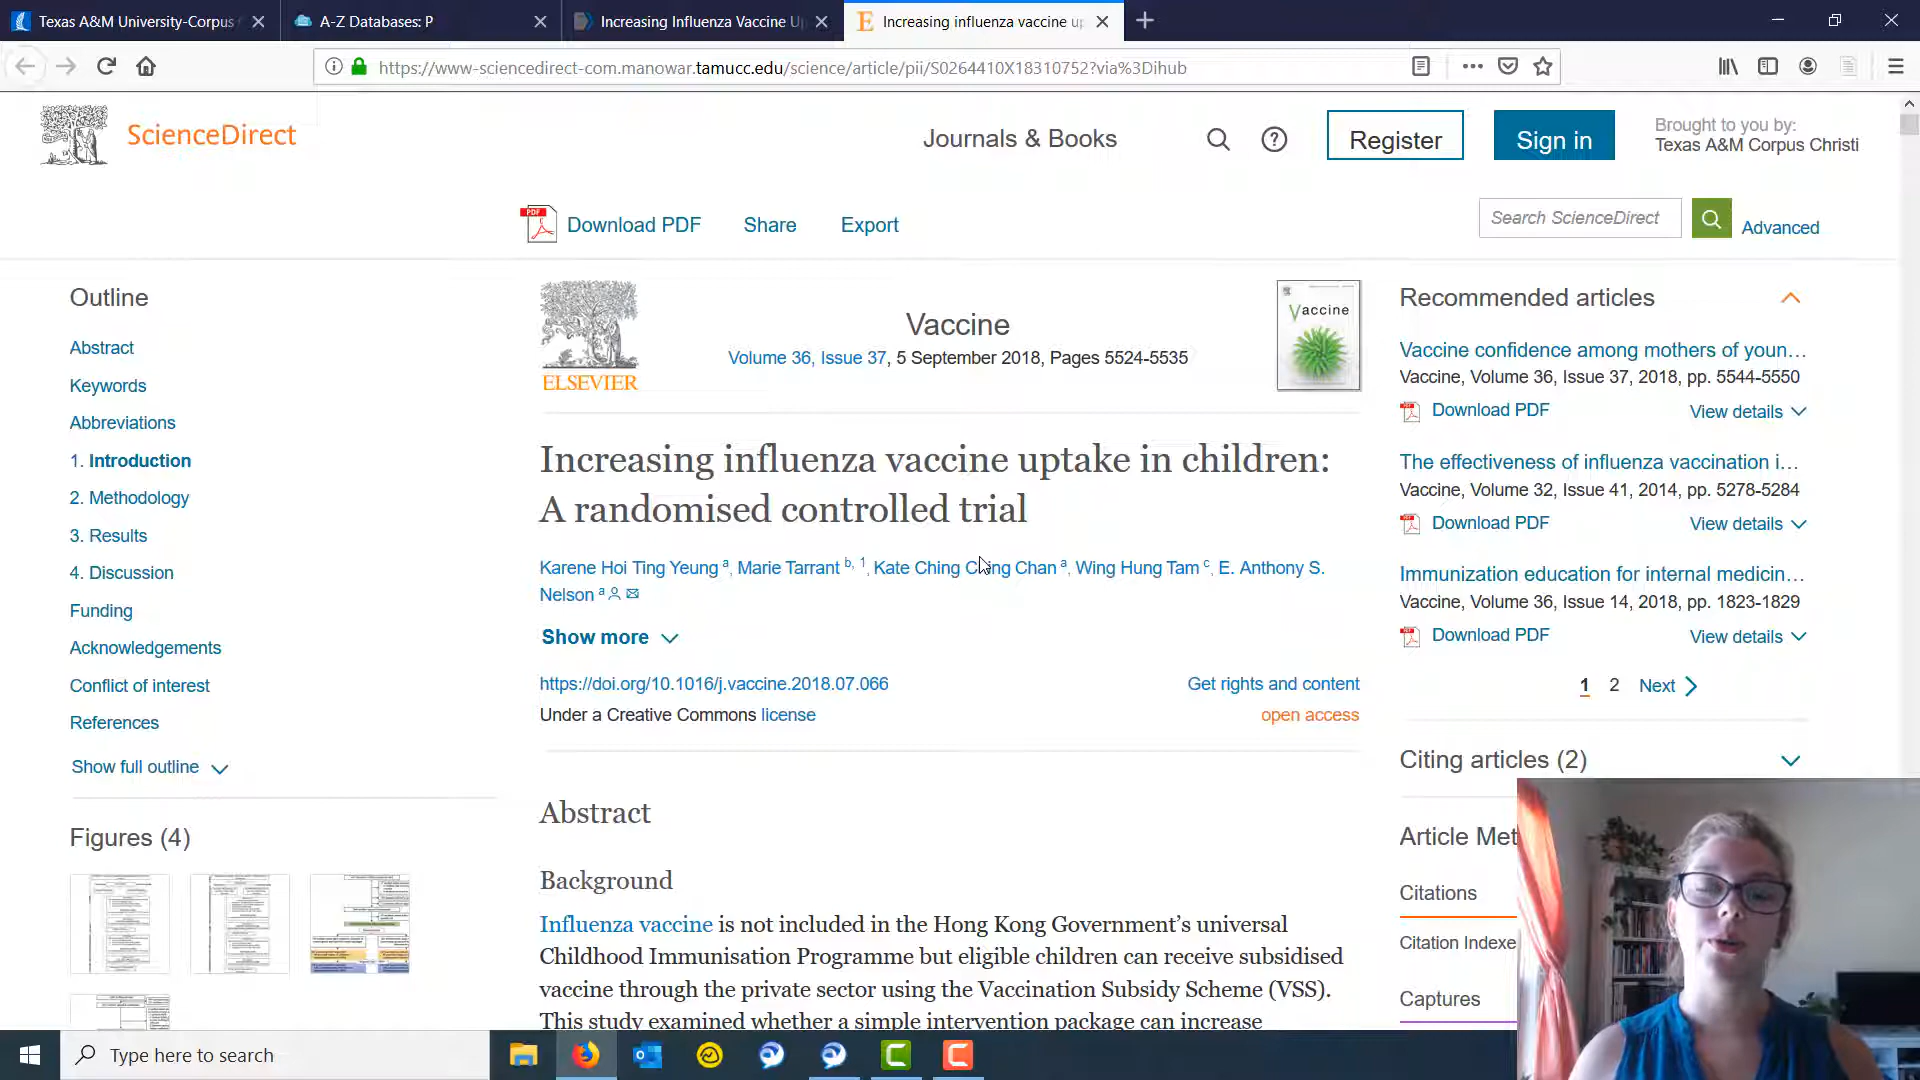 Texas A&M University-Corpus
A-Z Databases: P
Increasing Influenza Vaccine U
Increasing influenza vaccine u
https://www-sciencedirect-com.manowar.tamucc.edu/science/article/pii/S0264410X18310752?via%3Dihub
ScienceDirect
Journals & Books
Register
Sign in
Brought to you by:
Texas A&M Corpus Christi
Download PDF
Share
Export
Search ScienceDirect
Advanced
Outline
Abstract
Keywords
Abbreviations
1. Introduction
2. Methodology
3. Results
4. Discussion
Funding
Acknowledgements
Conflict of interest
References
Show full outline
Figures (4)
ELSEVIER
Vaccine
Volume 36, Issue 37, 5 September 2018, Pages 5524-5535
Vaccine
Increasing influenza vaccine uptake in children:
A randomised controlled trial
Karene Hoi Ting Yeung a, Marie Tarrant b, 1, Kate Ching Ching Chan a, Wing Hung Tam c, E. Anthony S.
Nelson a
Show more
https://doi.org/10.1016/j.vaccine.2018.07.066
Get rights and content
Under a Creative Commons license
open access
Abstract
Background
Influenza vaccine is not included in the Hong Kong Government’s universal
Childhood Immunisation Programme but eligible children can receive subsidised
vaccine through the private sector using the Vaccination Subsidy Scheme (VSS).
This study examined whether a simple intervention package can increase
Recommended articles
Vaccine confidence among mothers of youn…
Vaccine, Volume 36, Issue 37, 2018, pp. 5544-5550
Download PDF
View details
The effectiveness of influenza vaccination i…
Vaccine, Volume 32, Issue 41, 2014, pp. 5278-5284
Download PDF
View details
Immunization education for internal medicin…
Vaccine, Volume 36, Issue 14, 2018, pp. 1823-1829
Download PDF
View details
1 2 Next
Citing articles (2)
Article Met
Citations
Citation Indexe
Captures
Type here to search